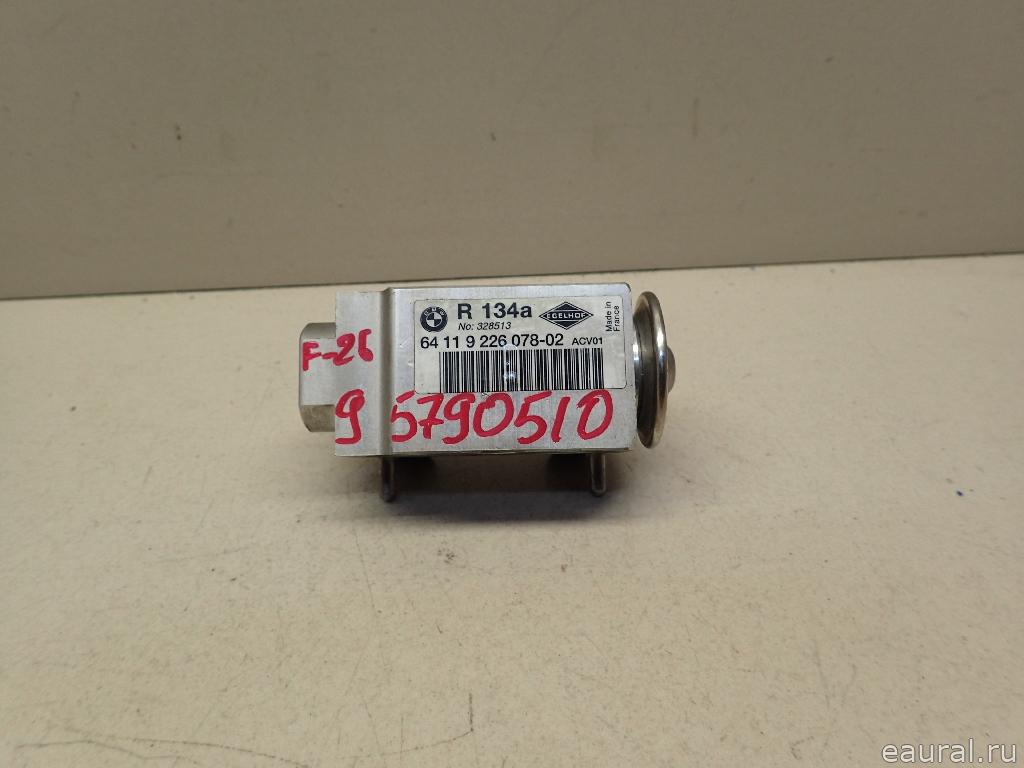 BMW
R 134a
No: 328513
EGELHOF
Made in
France
64 11 9 226 078-02 ACV01
F-26
9 5790510
eaural.ru